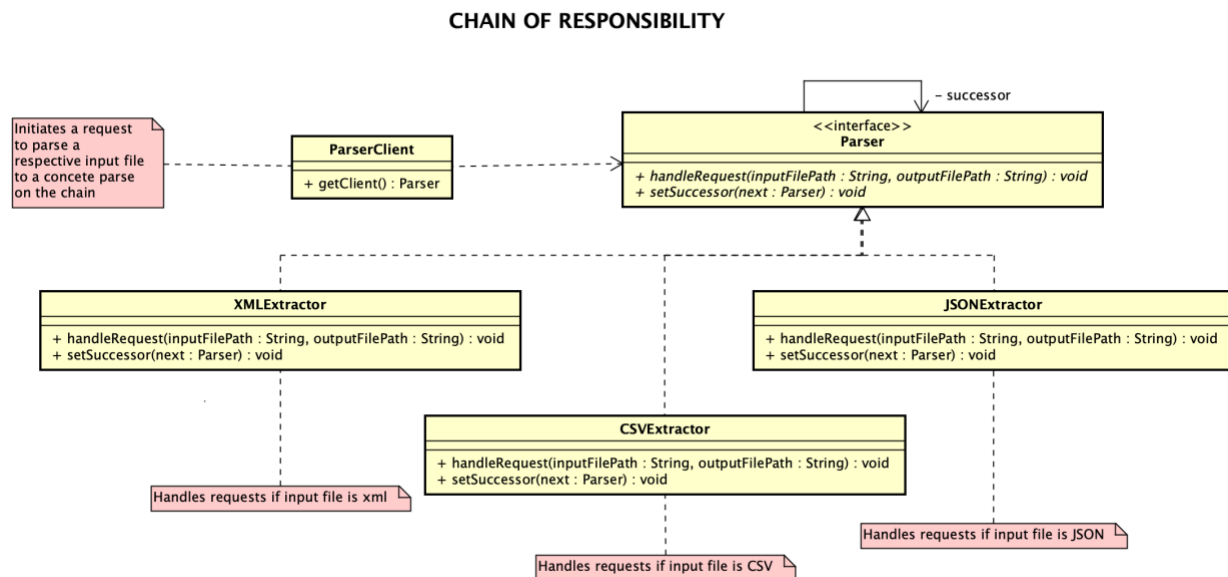 CHAIN OF RESPONSIBILITY
- successor
Initiates a request
to parse a
respective input file
to a concete parse
on the chain
ParserClient
+ getClient() : Parser
<<interface>>
Parser
+ handleRequest(inputFilePath : String, outputFilePath : String) : void
+ setSuccessor(next : Parser) : void
XMLExtractor
+ handleRequest(inputFilePath : String, outputFilePath : String) : void
+ setSuccessor(next : Parser) : void
JSONExtractor
+ handleRequest(inputFilePath : String, outputFilePath : String) : void
+ setSuccessor(next : Parser) : void
CSVExtractor
+ handleRequest(inputFilePath : String, outputFilePath : String) : void
+ setSuccessor(next : Parser) : void
Handles requests if input file is xml
Handles requests if input file is JSON
Handles requests if input file is CSV